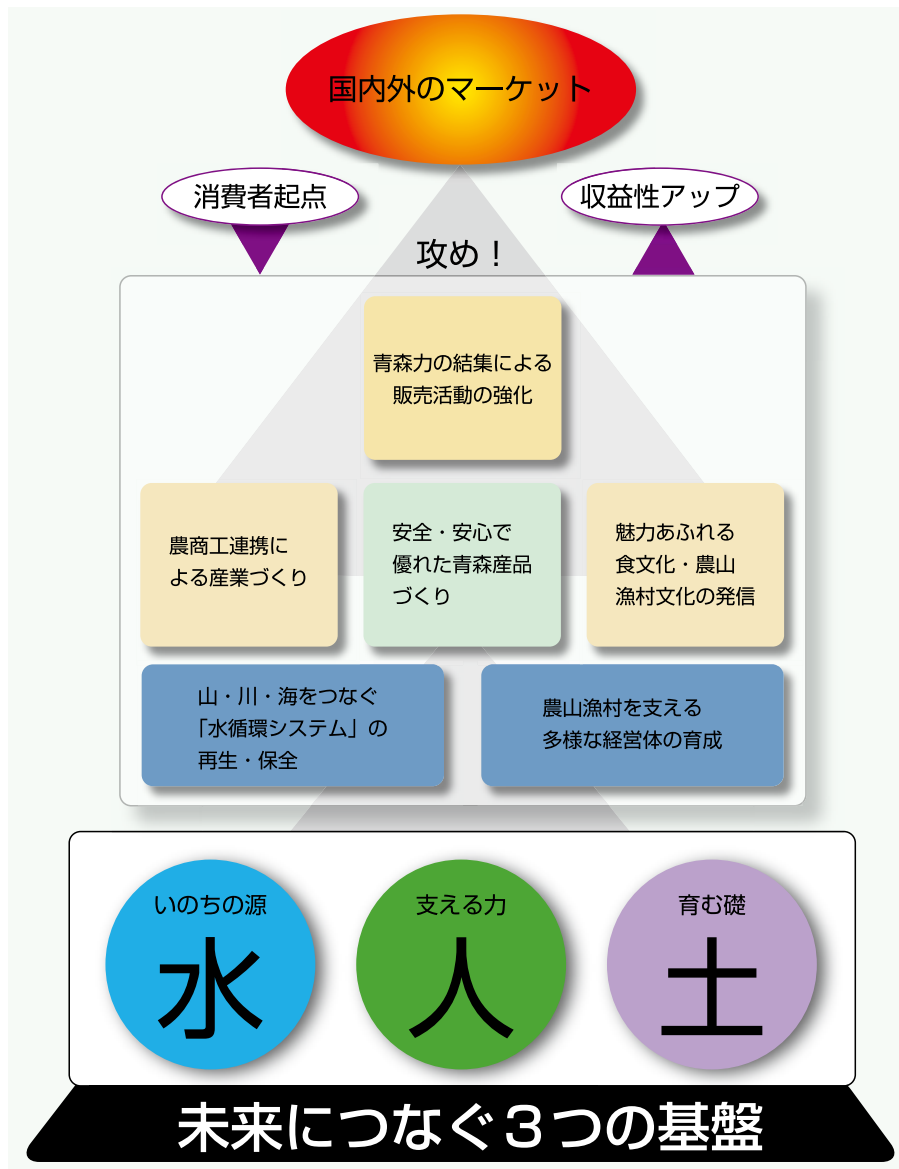 国内外のマーケット
消費者起点
収益性アップ
攻め！
青森力の結集による
販売活動の強化
農商工連携に
よる産業づくり
安全・安心で
優れた青森産品
づくり
魅力あふれる
食文化・農山
漁村文化の発信
山・川・海をつなぐ
「水循環システム」の
再生・保全
農山漁村を支える
多様な経営体の育成
いのちの源
水
支える力
人
育む礎
土
未来につなぐ３つの基盤